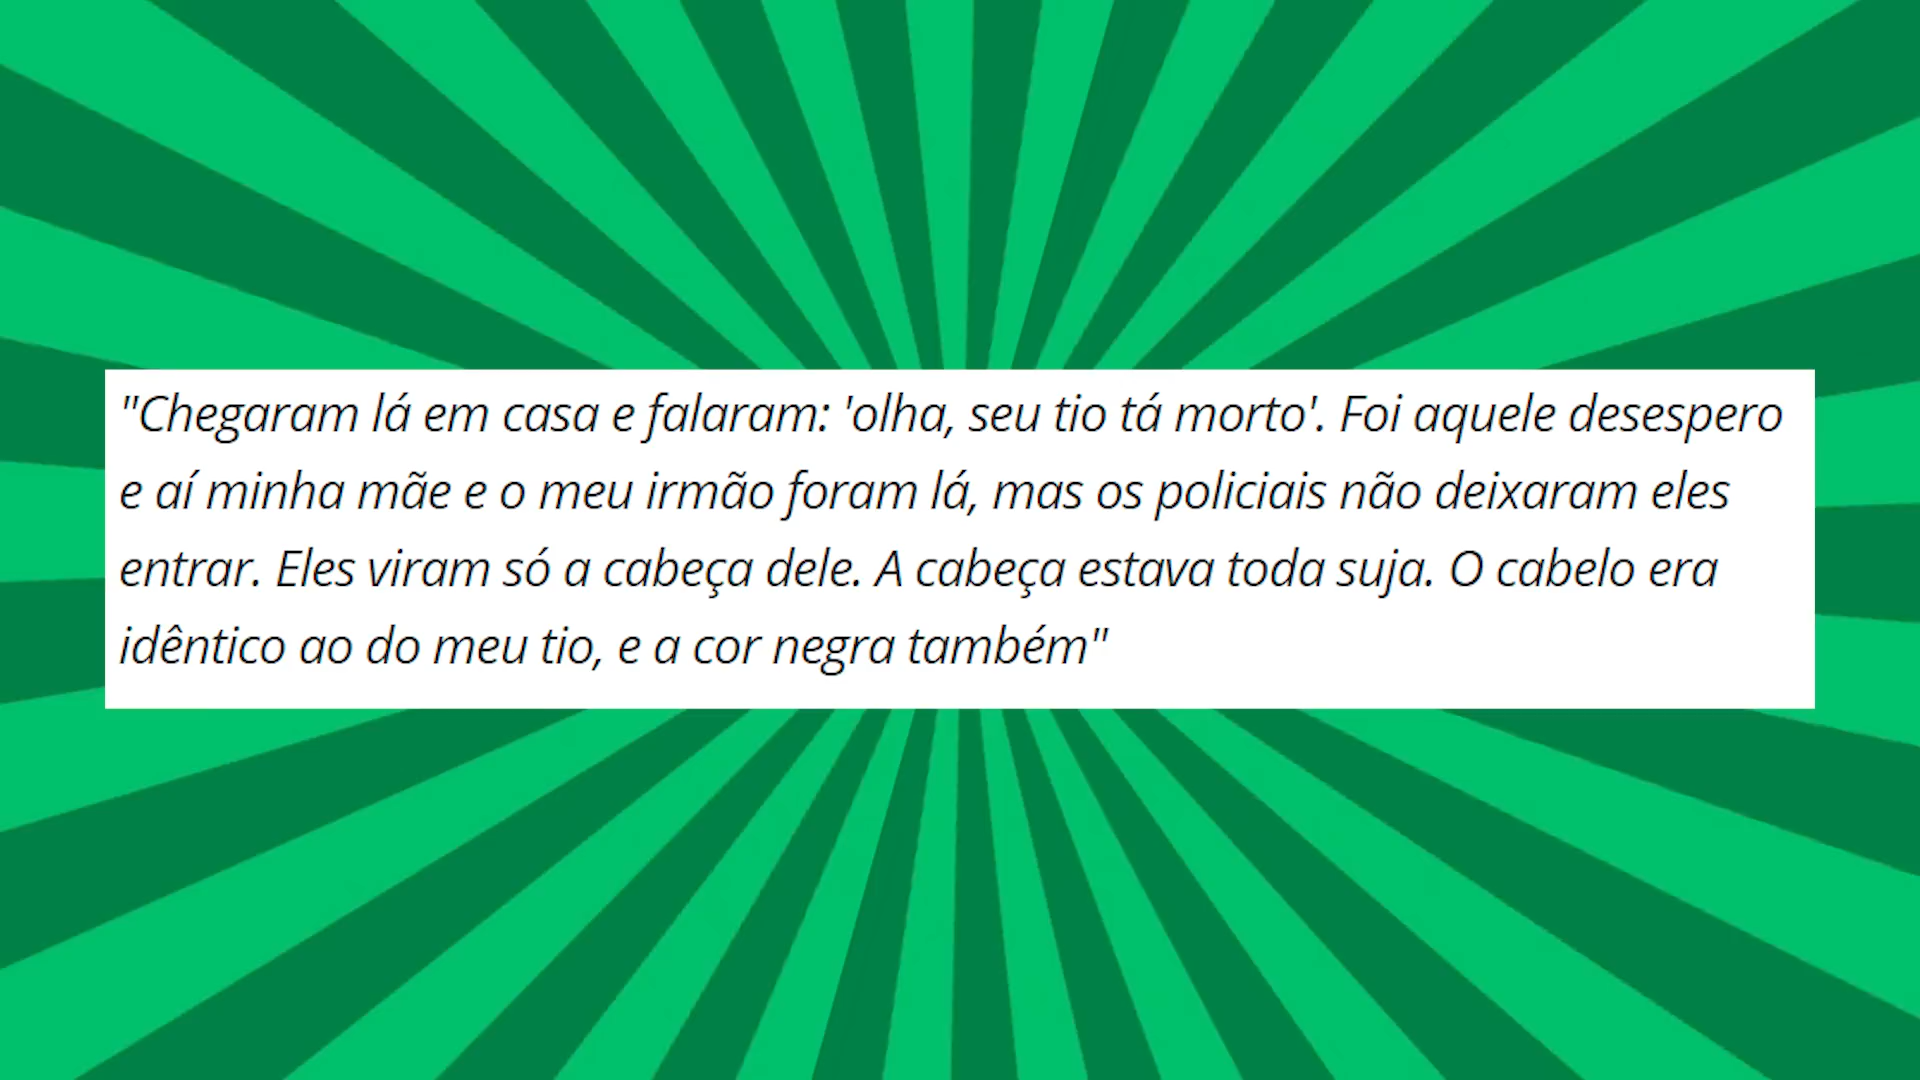 "Chegaram lá em casa e falaram: 'olha, seu tio tá morto'. Foi aquele desespero
e aí minha mãe e o meu irmão foram lá, mas os policiais não deixaram eles
entrar. Eles viram só a cabeça dele. A cabeça estava toda suja. O cabelo era
idêntico ao do meu tio, e a cor negra também"